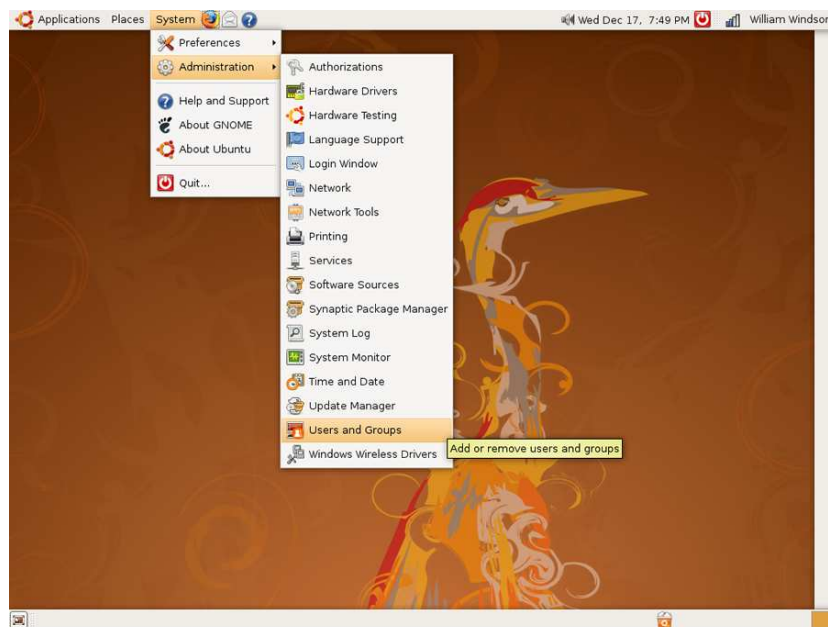 Applications Places System Wed Dec 17, 7:49 PM William Windsor
Preferences
Administration
Help and Support
About GNOME
About Ubuntu
Quit...
Authorizations
Hardware Drivers
Hardware Testing
Language Support
Login Window
Network
Network Tools
Printing
Services
Software Sources
Synaptic Package Manager
System Log
System Monitor
Time and Date
Update Manager
Users and Groups
Add or remove users and groups
Windows Wireless Drivers